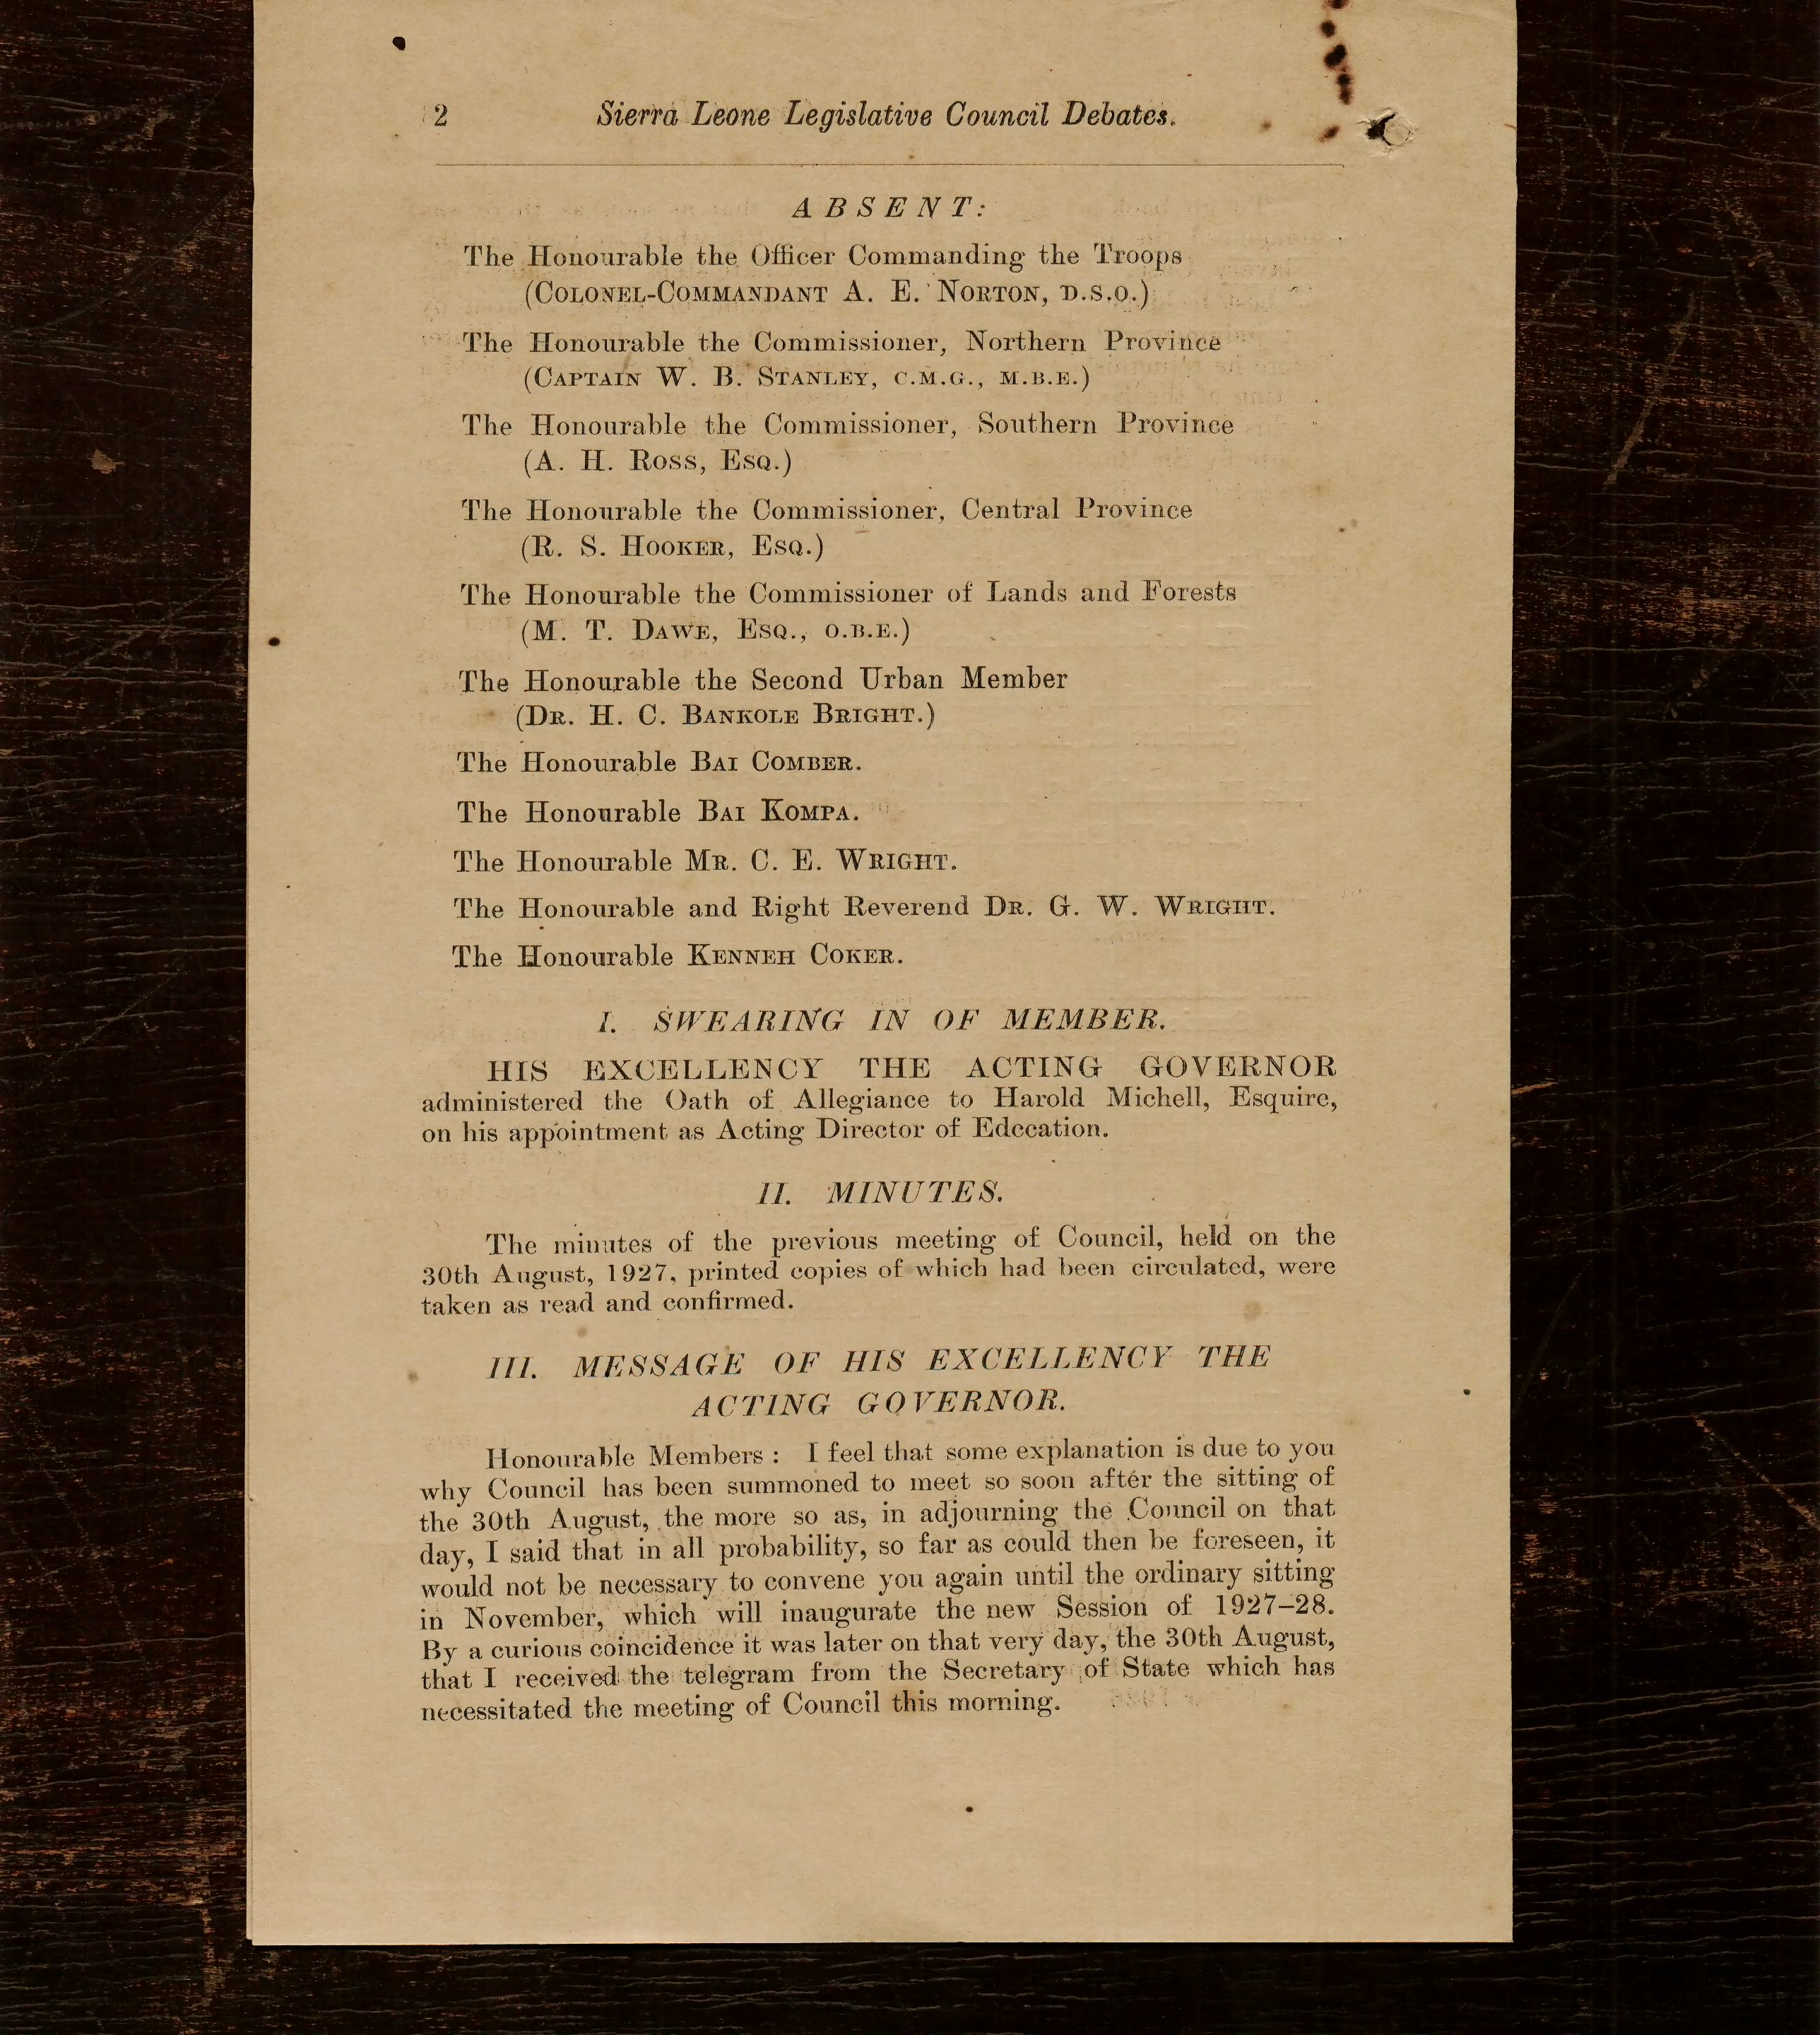 2 Sierra Leone Legislative Council Debates.
ABSENT:
The Honourable the Officer Commanding the Troops
(COLONEL-COMMANDANT A. E. NORTON, D.S.O.)
The Honourable the Commissioner, Northern Province
(CAPTAIN W. B. STANLEY, C.M.G., M.B.E.)
The Honourable the Commissioner, Southern Province
(A. H. ROSS, ESQ.)
The Honourable the Commissioner, Central Province
(R. S. HOOKER, ESQ.)
The Honourable the Commissioner of Lands and Forests
(M. T. DAWE, ESQ., O.B.E.)
The Honourable the Second Urban Member
(DR. H. C. BANKOLE BRIGHT.)
The Honourable BAI COMBER.
The Honourable BAI KOMPA.
The Honourable MR. C. E. WRIGHT.
The Honourable and Right Reverend DR. G. W. WRIGHT.
The Honourable KENNEH COKER.
I. SWEARING IN OF MEMBER.
HIS EXCELLENCY THE ACTING GOVERNOR
administered the Oath of Allegiance to Harold Michell, Esquire,
on his appointment as Acting Director of Edccation.
II. MINUTES.
The minutes of the previous meeting of Council, held on the
30th August, 1927, printed copies of which had been circulated, were
taken as read and confirmed.
III. MESSAGE OF HIS EXCELLENCY THE
ACTING GOVERNOR.
Honourable Members : I feel that some explanation is due to you
why Council has been summoned to meet so soon after the sitting of
the 30th August, the more so as, in adjourning the Council on that
day, I said that in all probability, so far as could then be foreseen, it
would not be necessary to convene you again until the ordinary sitting
in November, which will inaugurate the new Session of 1927–28.
By a curious coincidence it was later on that very day, the 30th August,
that I received the telegram from the Secretary of State which has
necessitated the meeting of Council this morning.